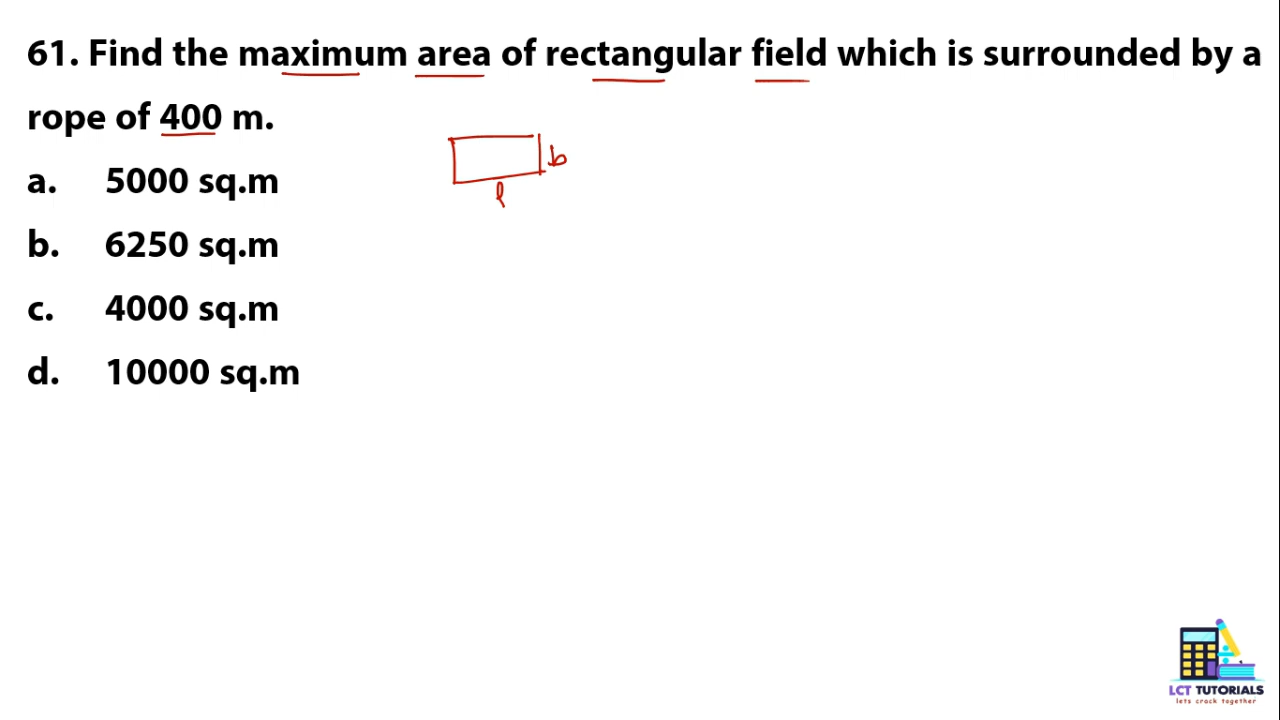 61. Find the maximum area of rectangular field which is surrounded by a
rope of 400 m.
b
l
a. 5000 sq.m
b. 6250 sq.m
c. 4000 sq.m
d. 10000 sq.m
LCT TUTORIALS
lets crack together